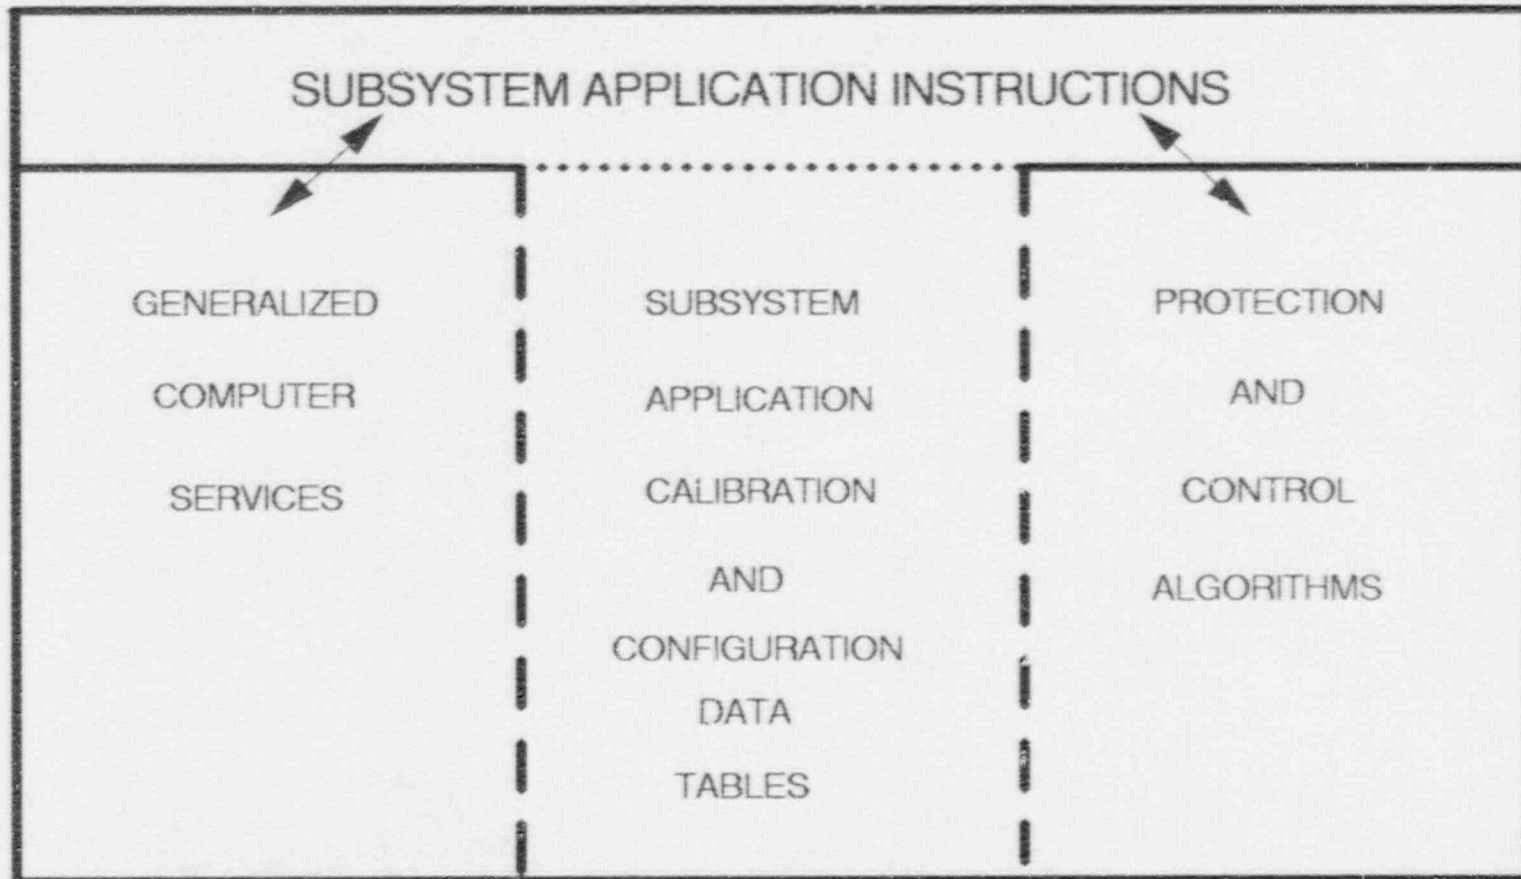 SUBSYSTEM APPLICATION INSTRUCTIONS
GENERALIZED
COMPUTER
SERVICES
SUBSYSTEM
APPLICATION
CALIBRATION
AND
CONFIGURATION
DATA
TABLES
PROTECTION
AND
CONTROL
ALGORITHMS